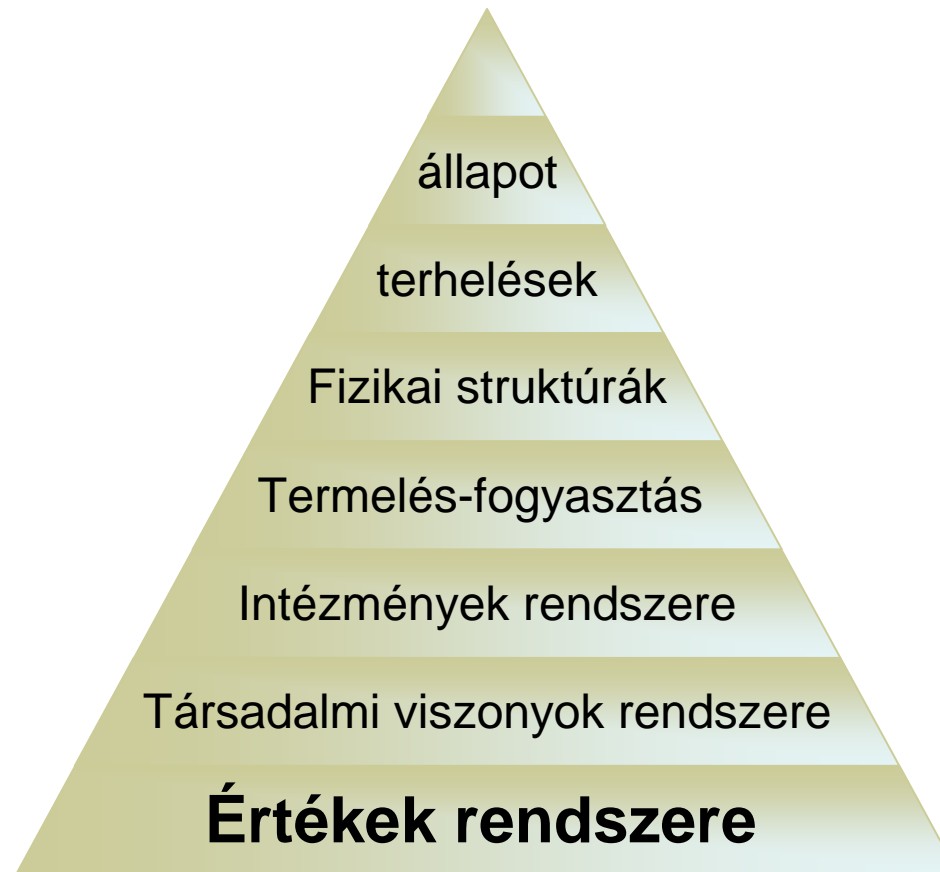 állapot
terhelések
Fizikai struktúrák
Termelés-fogyasztás
Intézmények rendszere
Társadalmi viszonyok rendszere
Értékek rendszere